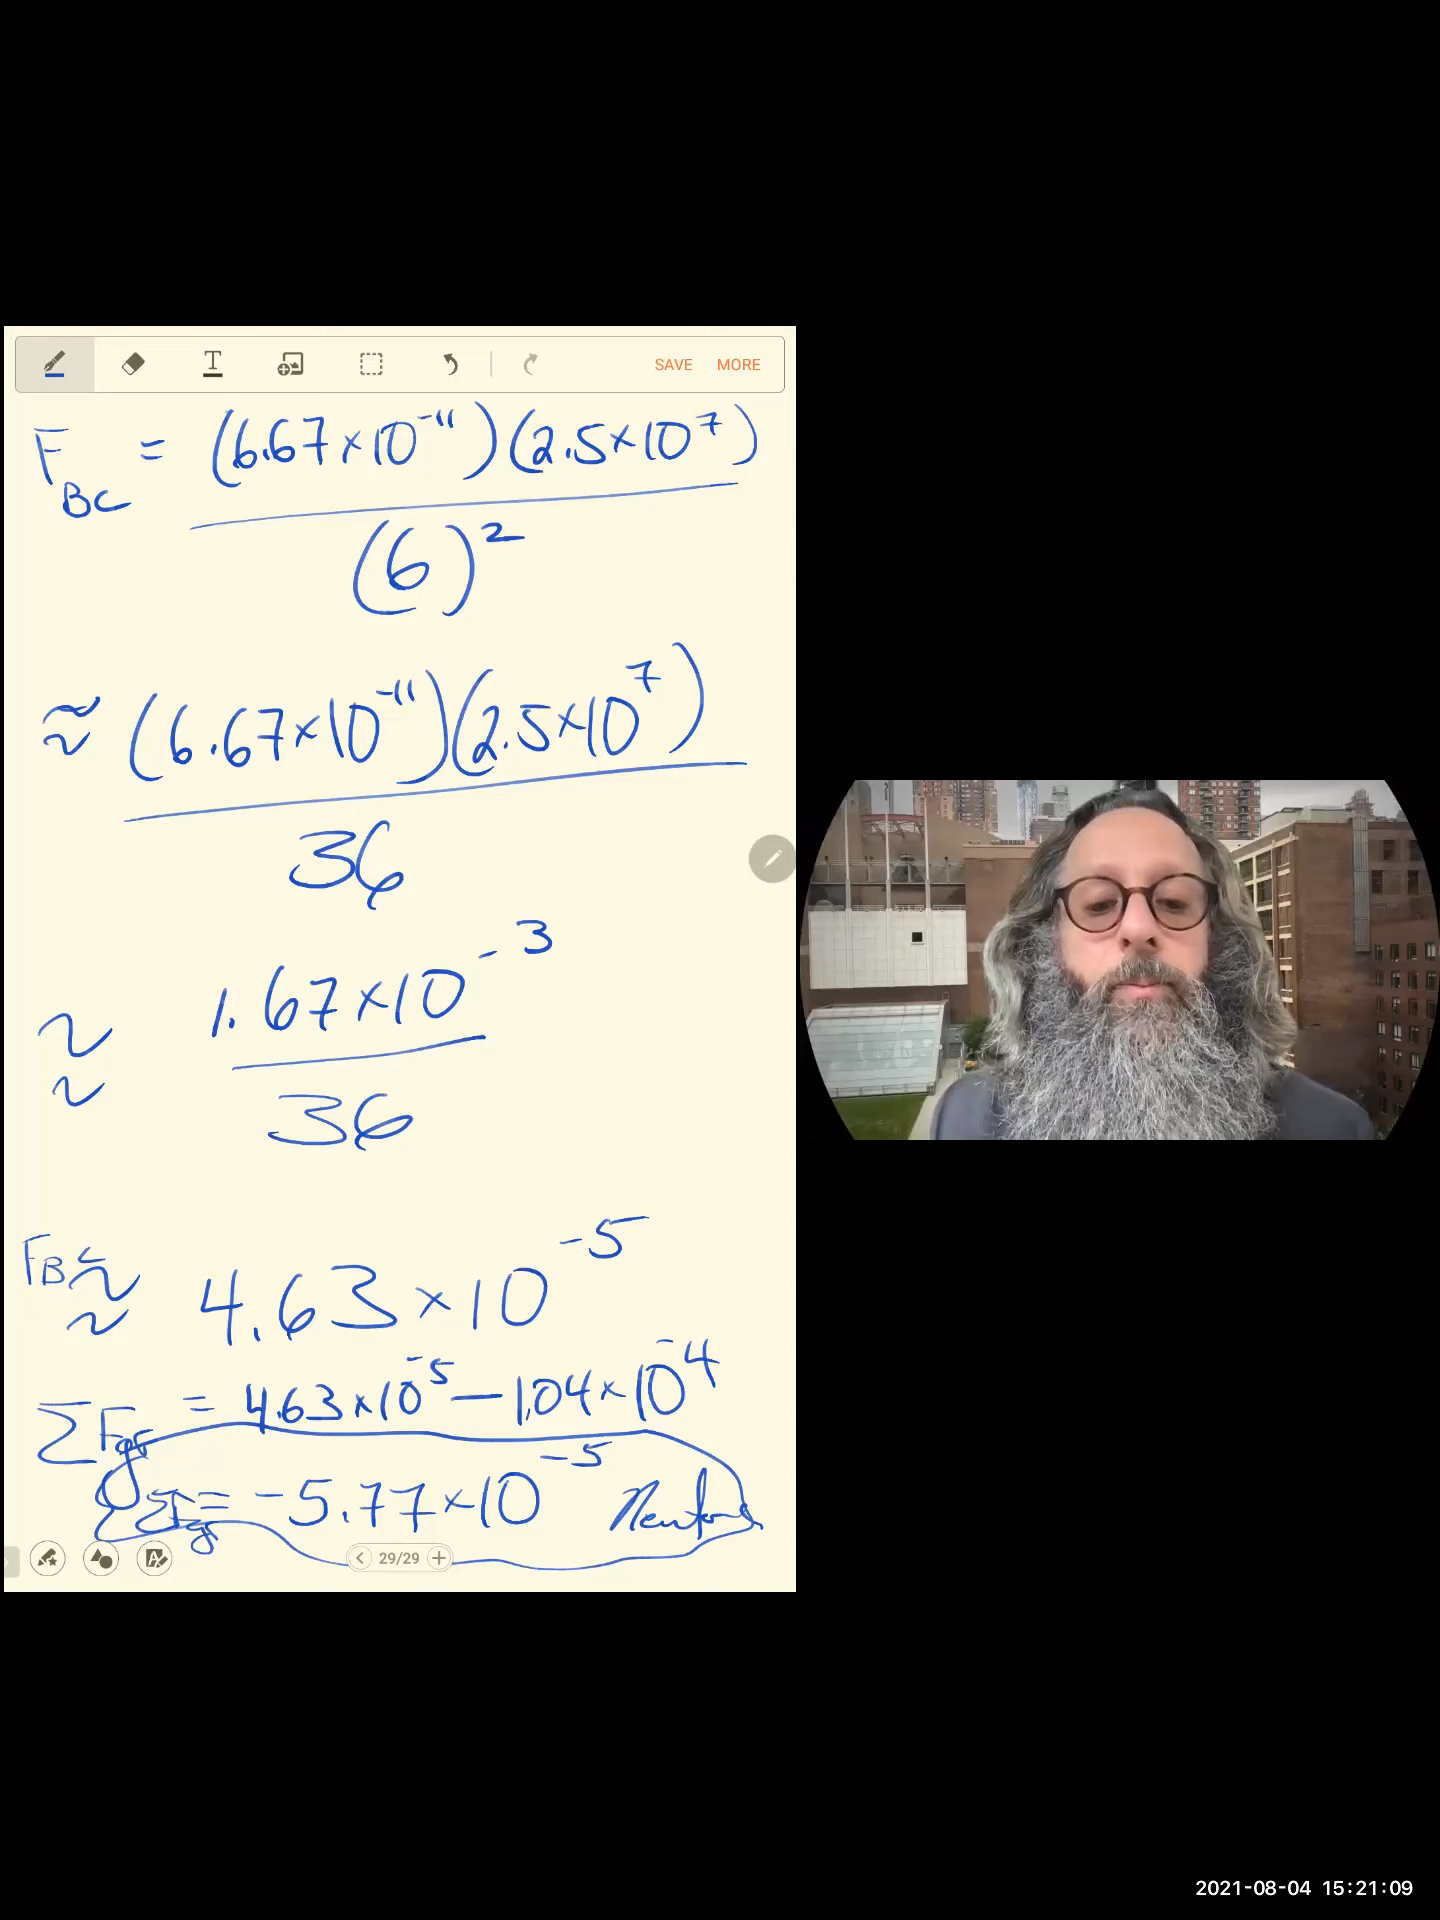 SAVE MORE
F_BC = (6.67×10^-11)(2.5×10^7)
(6)^2
≈ (6.67×10^-11)(2.5×10^7)
36
≈ 1.67×10^-3
36
F_BC ≈ 4.63×10^-5
ΣF_gr = 4.63×10^-5 − 1.04×10^-4
ΣF_gr = -5.77×10^-5 Newtons
29/29
2021-08-04 15:21:09